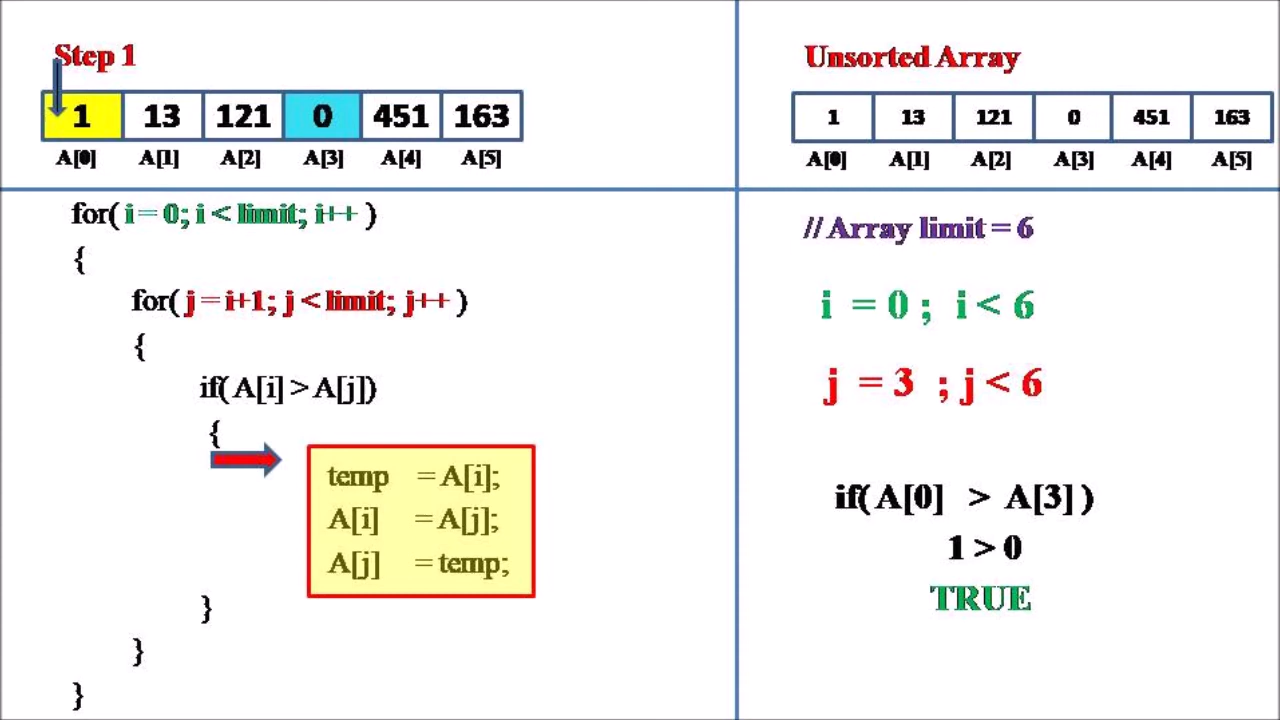 Step 1
1 13 121 0 451 163
A[0] A[1] A[2] A[3] A[4] A[5]
for( i = 0; i < limit; i++ )
{
for( j = i+1; j < limit; j++ )
{
if( A[i] > A[j])
{
temp = A[i];
A[i] = A[j];
A[j] = temp;
}
}
}
Unsorted Array
1 13 121 0 451 163
A[0] A[1] A[2] A[3] A[4] A[5]
// Array limit = 6
i = 0 ; i < 6
j = 3 ; j < 6
if( A[0] > A[3] )
1 > 0
TRUE